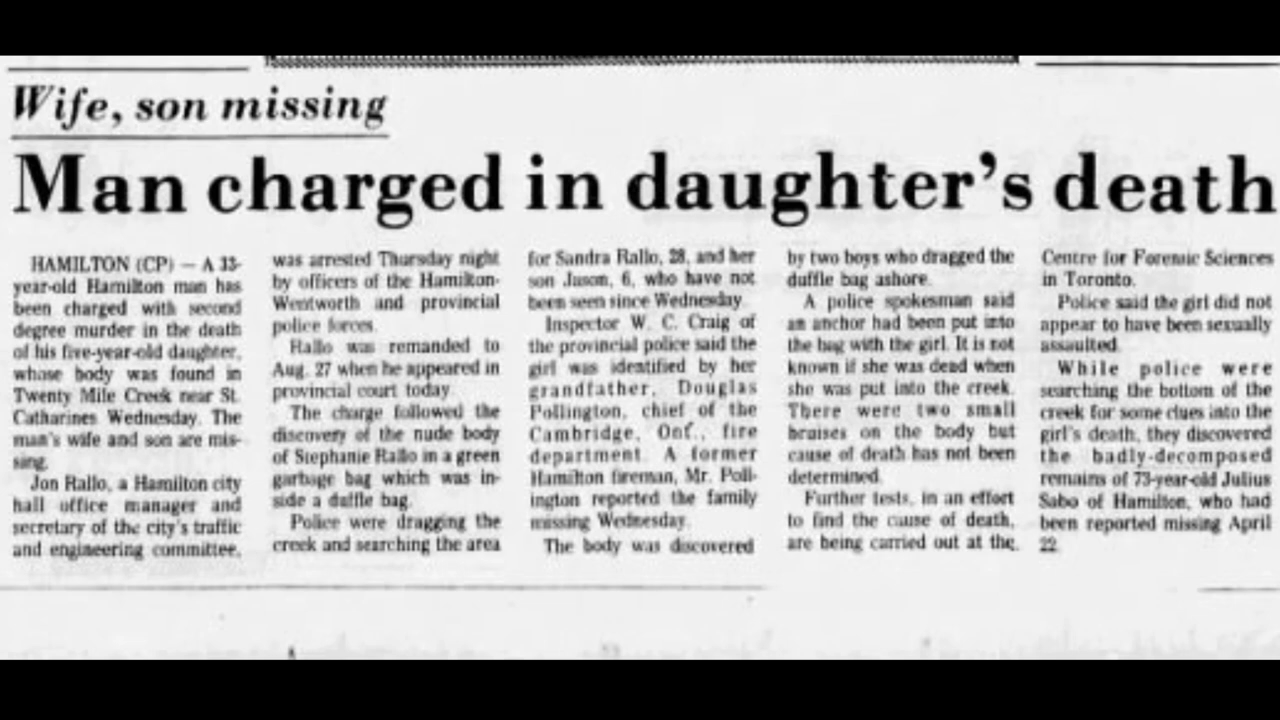 Wife, son missing
Man charged in daughter's death
HAMILTON (CP) — A 33-
year-old Hamilton man has
been charged with second
degree murder in the death
of his five-year-old daughter,
whose body was found in
Twenty Mile Creek near St.
Catharines Wednesday. The
man's wife and son are mis-
sing.
Jon Rallo, a Hamilton city
hall office manager and
secretary of the city's traffic
and engineering committee,
was arrested Thursday night
by officers of the Hamilton-
Wentworth and provincial
police forces.
Rallo was remanded to
Aug. 27 when he appeared in
provincial court today.
The charge followed the
discovery of the nude body
of Stephanie Rallo in a green
garbage bag which was in-
side a duffle bag.
Police were dragging the
creek and searching the area
for Sandra Rallo, 28, and her
son Jason, 6, who have not
been seen since Wednesday.
Inspector W. C. Craig of
the provincial police said the
girl was identified by her
grandfather, Douglas
Pollington, chief of the
Cambridge, Ont., fire
department. A former
Hamilton fireman, Mr. Poll-
ington reported the family
missing Wednesday.
The body was discovered
by two boys who dragged the
duffle bag ashore.
A police spokesman said
an anchor had been put into
the bag with the girl. It is not
known if she was dead when
she was put into the creek.
There were two small
bruises on the body but
cause of death has not been
determined.
Further tests, in an effort
to find the cause of death,
are being carried out at the
Centre for Forensic Sciences
in Toronto.
Police said the girl did not
appear to have been sexually
assaulted.
While police were
searching the bottom of the
creek for some clues into the
girl's death, they discovered
the badly-decomposed
remains of 73-year-old Julius
Sabo of Hamilton, who had
been reported missing April
22.